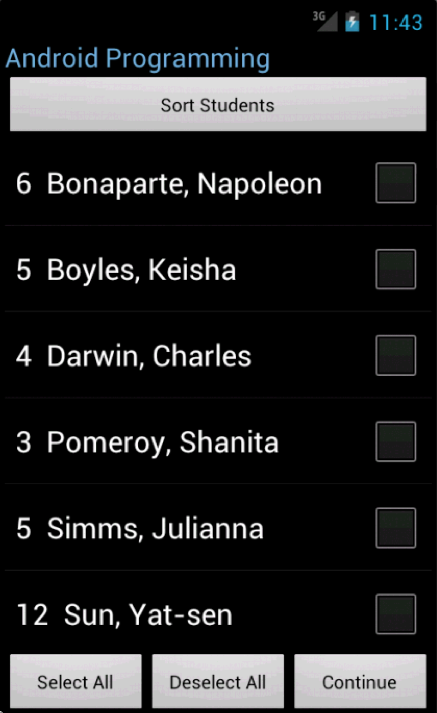 3G 11:43
Android Programming
Sort Students
6 Bonaparte, Napoleon
5 Boyles, Keisha
4 Darwin, Charles
3 Pomeroy, Shanita
5 Simms, Julianna
12 Sun, Yat-sen
Select All Deselect All Continue